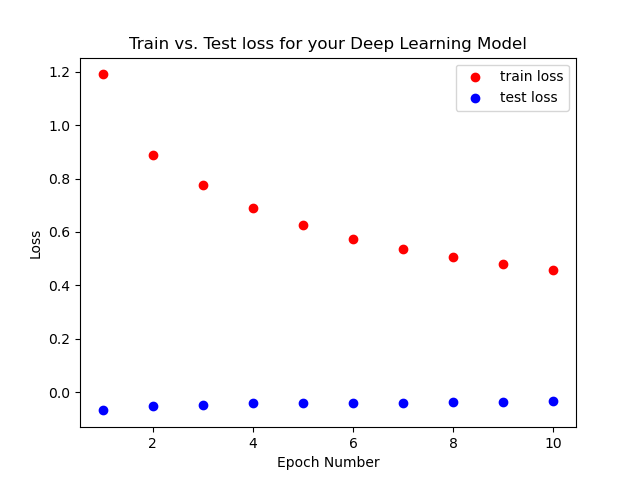 Train vs. Test loss for your Deep Learning Model
train loss
test loss
Loss
1.2
1.0
0.8
0.6
0.4
0.2
0.0
2 4 6 8 10
Epoch Number